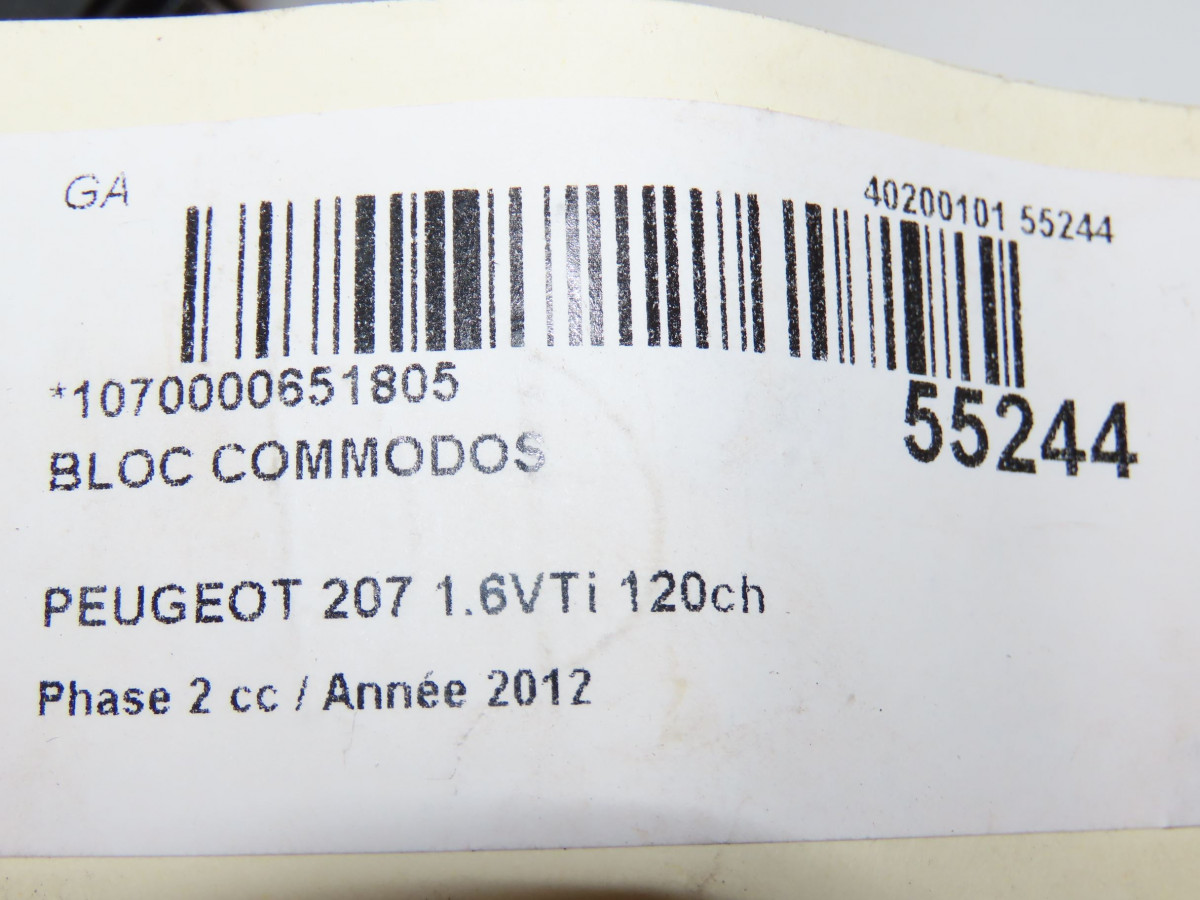 GA
40200101 55244
*1070000651805
55244
BLOC COMMODOS
PEUGEOT 207 1.6VTi 120ch
Phase 2 cc / Année 2012